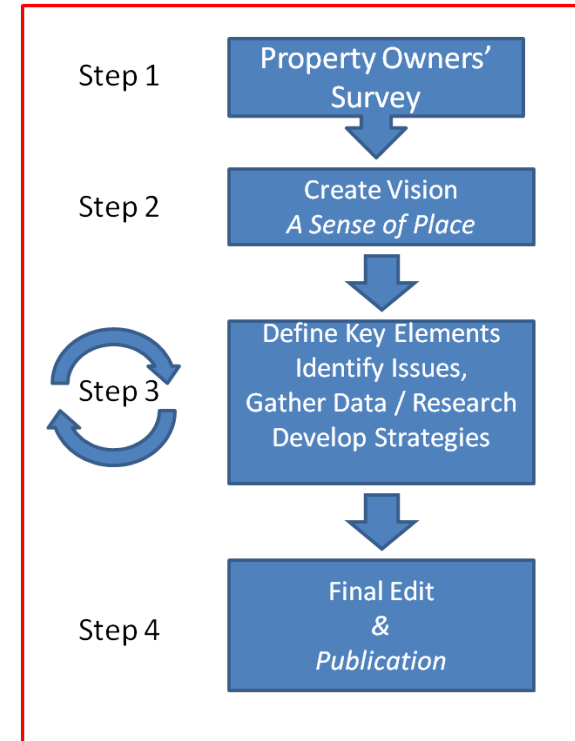 Step 1
Property Owners’
Survey
Step 2
Create Vision
A Sense of Place
Step 3
Define Key Elements
Identify Issues,
Gather Data / Research
Develop Strategies
Step 4
Final Edit
&
Publication